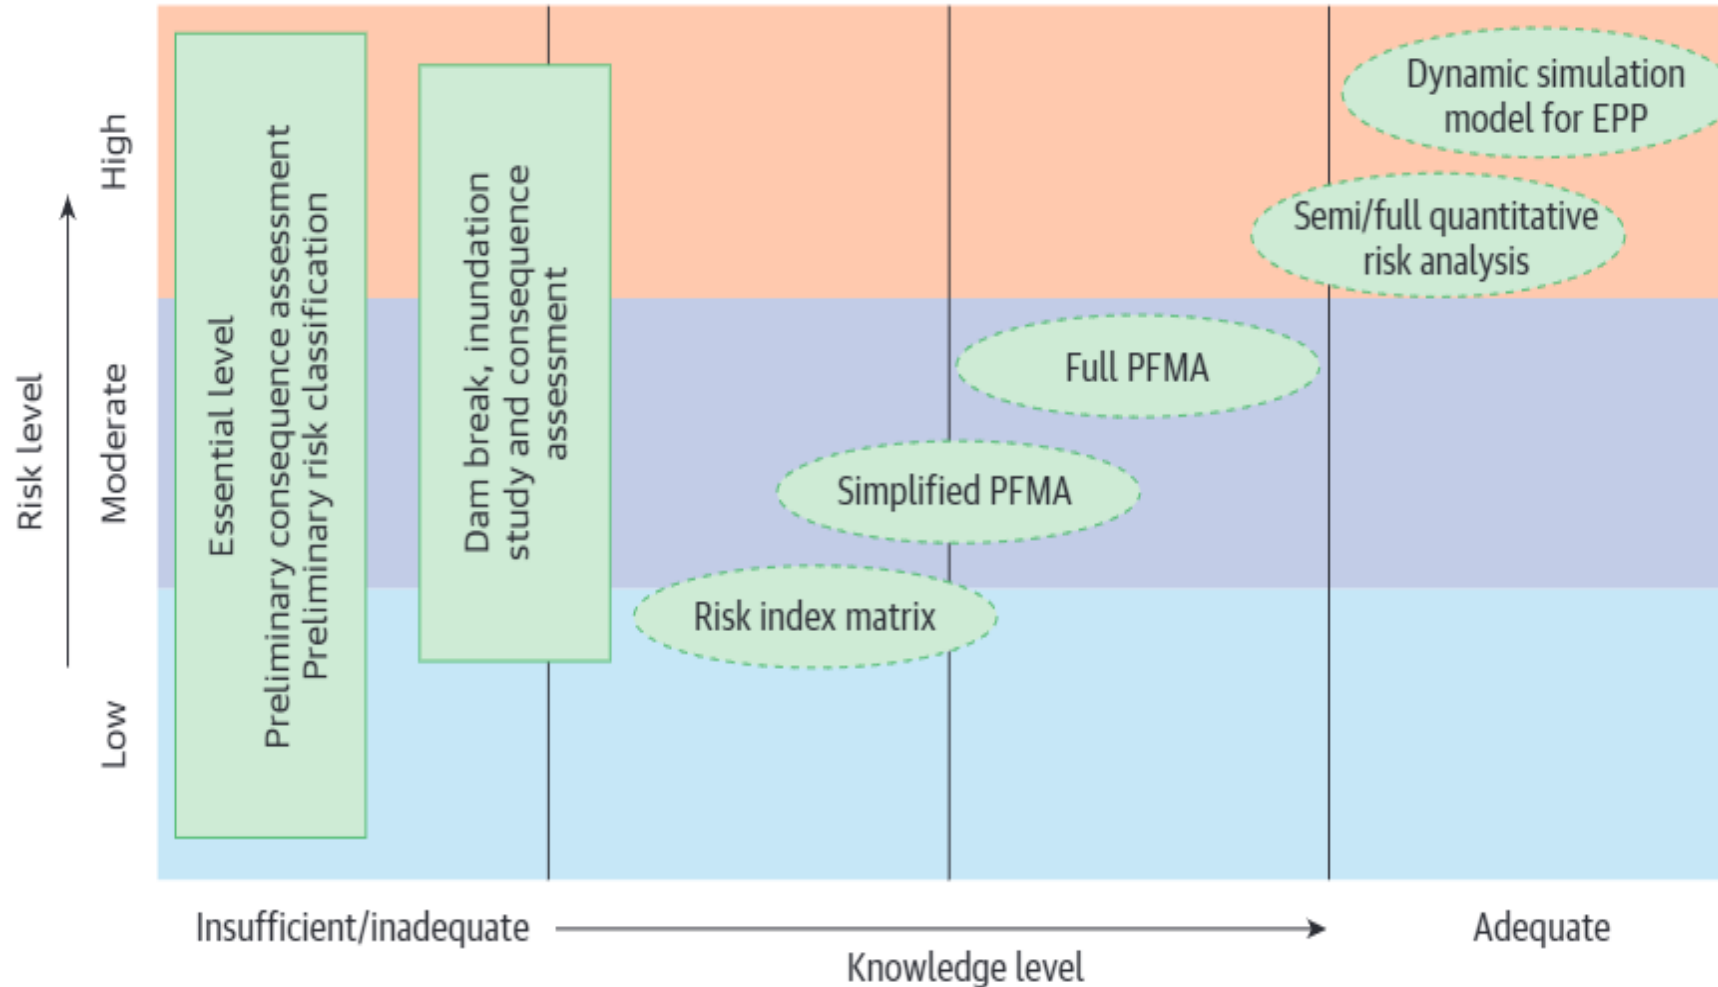 Risk level
High
Moderate
Low
Essential level
Preliminary consequence assessment
Preliminary risk classification
Dam break, inundation
study and consequence
assessment
Dynamic simulation
model for EPP
Semi/full quantitative
risk analysis
Full PFMA
Simplified PFMA
Risk index matrix
Insufficient/inadequate
Adequate
Knowledge level